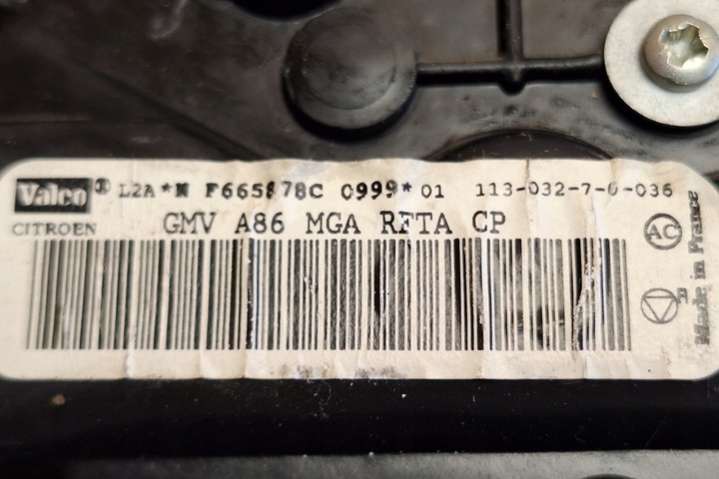 Valeo® L2A*N F665878C 0999*01 113-032-7-6-036
CITROEN GMV A86 MGA RFTA CP
AC
Made in France